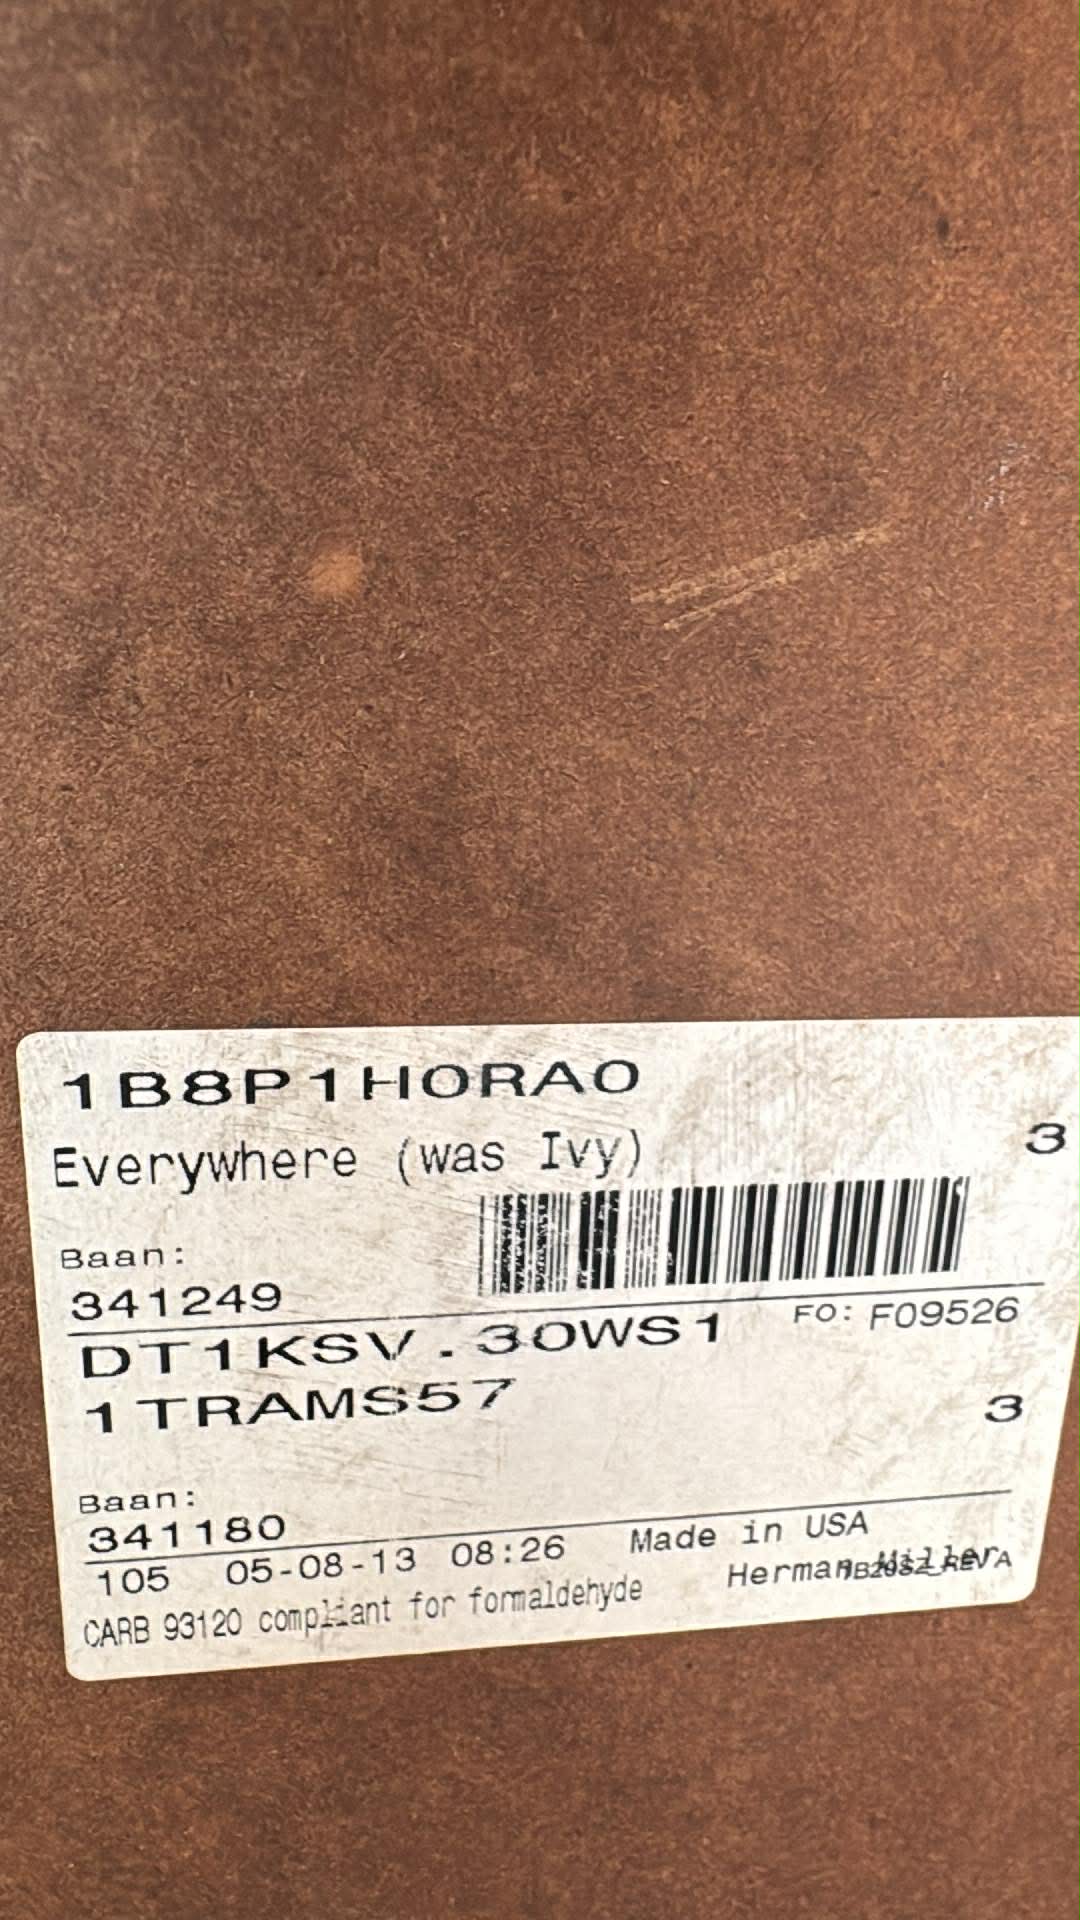 1B8P1HORAO
Everywhere (was Ivy)
3
Baan:
341249
FO: F09526
DT1KSV.30WS1
1TRAMS57
3
Baan:
341180
105 05-08-13 08:26 Made in USA
Herman Miller
CARB 93120 compliant for formaldehyde